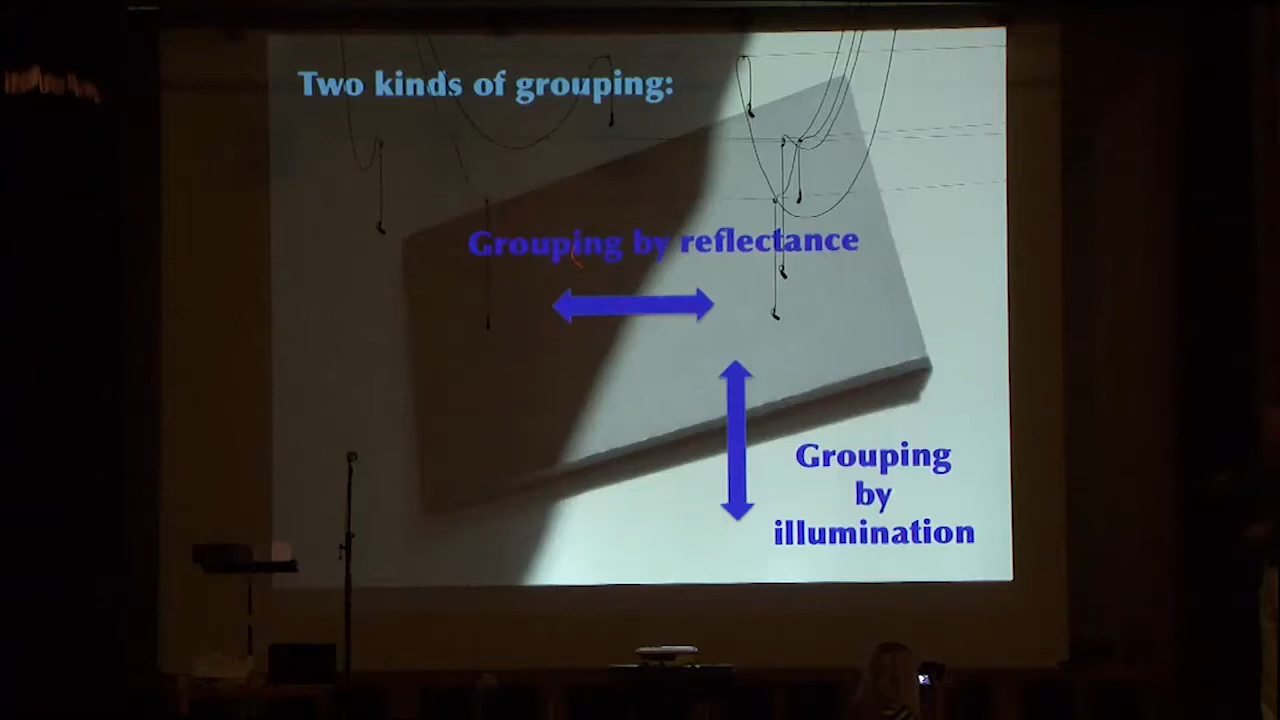 Two kinds of grouping:
Grouping by reflectance
Grouping
by
illumination